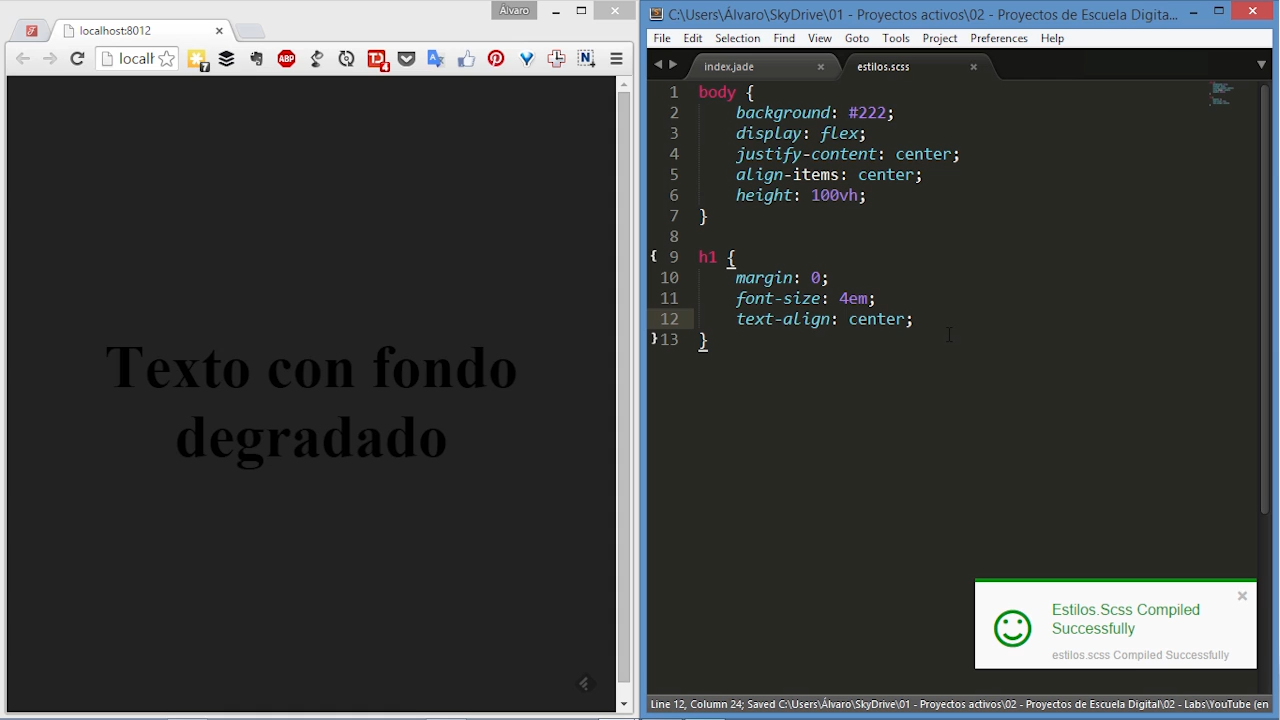 Álvaro
localhost:8012
localh
7
ABP
TD
4
N
Texto con fondo
degradado
C:\Users\Álvaro\SkyDrive\01 - Proyectos activos\02 - Proyectos de Escuela Digita...
File Edit Selection Find View Goto Tools Project Preferences Help
index.jade estilos.scss
1 body {
2 background: #222;
3 display: flex;
4 justify-content: center;
5 align-items: center;
6 height: 100vh;
7 }
8
{ 9 h1 {
10 margin: 0;
11 font-size: 4em;
12 text-align: center;
} 13 }
Estilos.Scss Compiled
Successfully
estilos.scss Compiled Successfully
Line 12, Column 24; Saved C:\Users\Álvaro\SkyDrive\01 - Proyectos activos\02 - Proyectos de Escuela Digital\02 - Labs\YouTube (en